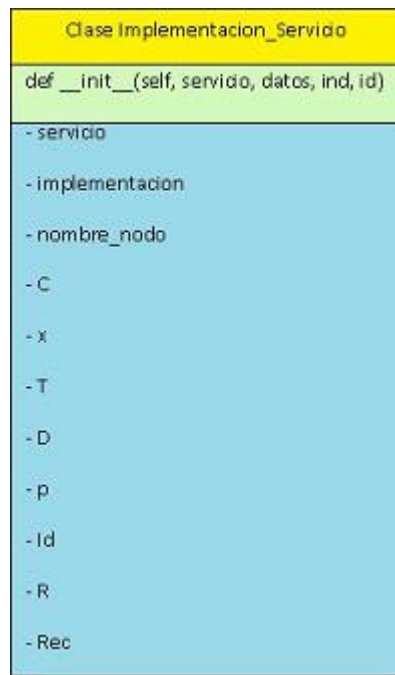 Clase Implementacion_Servicio
def __init__(self, servicio, datos, ind, id)
- servicio
- implementacion
- nombre_nodo
- C
- x
- T
- D
- p
- Id
- R
- Rec